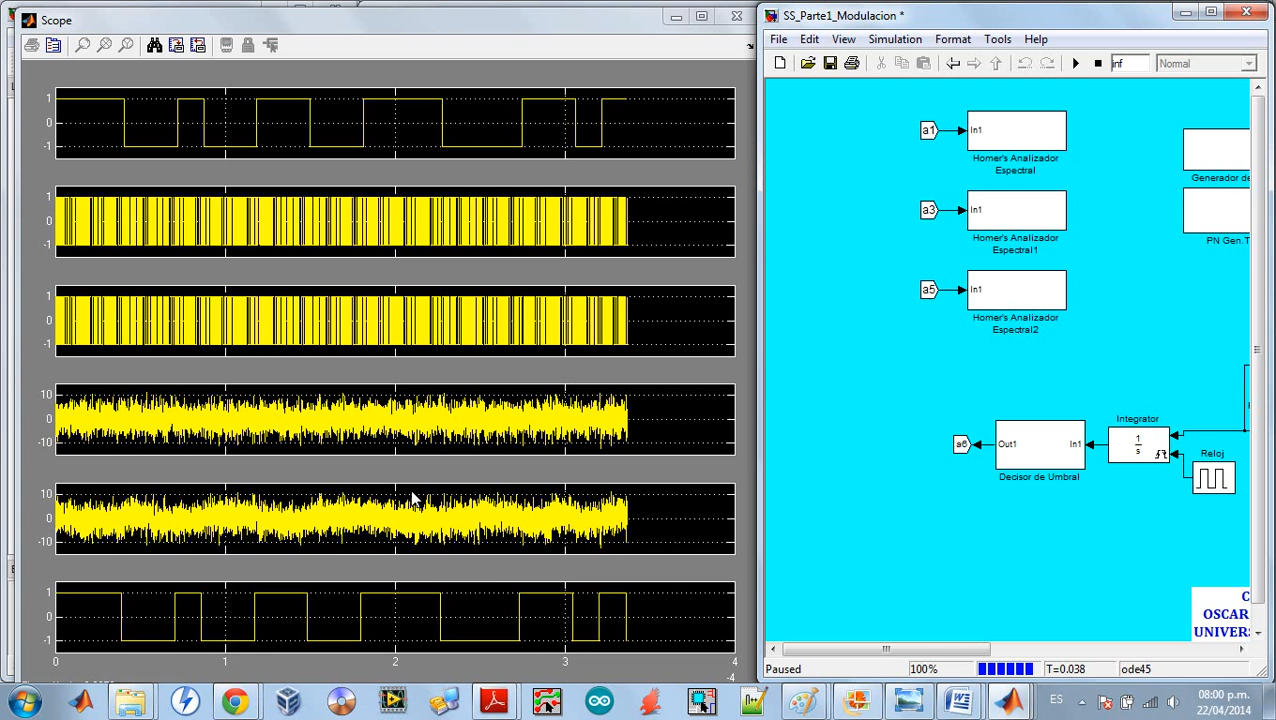 Scope
1
0
-1
1
0
-1
1
0
-1
10
0
-10
10
0
-10
1
0
-1
0 1 2 3 4
-4
SS_Parte1_Modulacion *
File Edit View Simulation Format Tools Help
inf Normal
a1 In1
Homer's Analizador
Espectral
a3 In1
Homer's Analizador
Espectral1
a5 In1
Homer's Analizador
Espectral2
Generador de
PN Gen.T
Integrator
1
s
a6 Out1 In1
Decisor de Umbral
Reloj
C
OSCAR
UNIVERS
Paused 100% T=0.038 ode45
ES
08:00 p.m.
22/04/2014